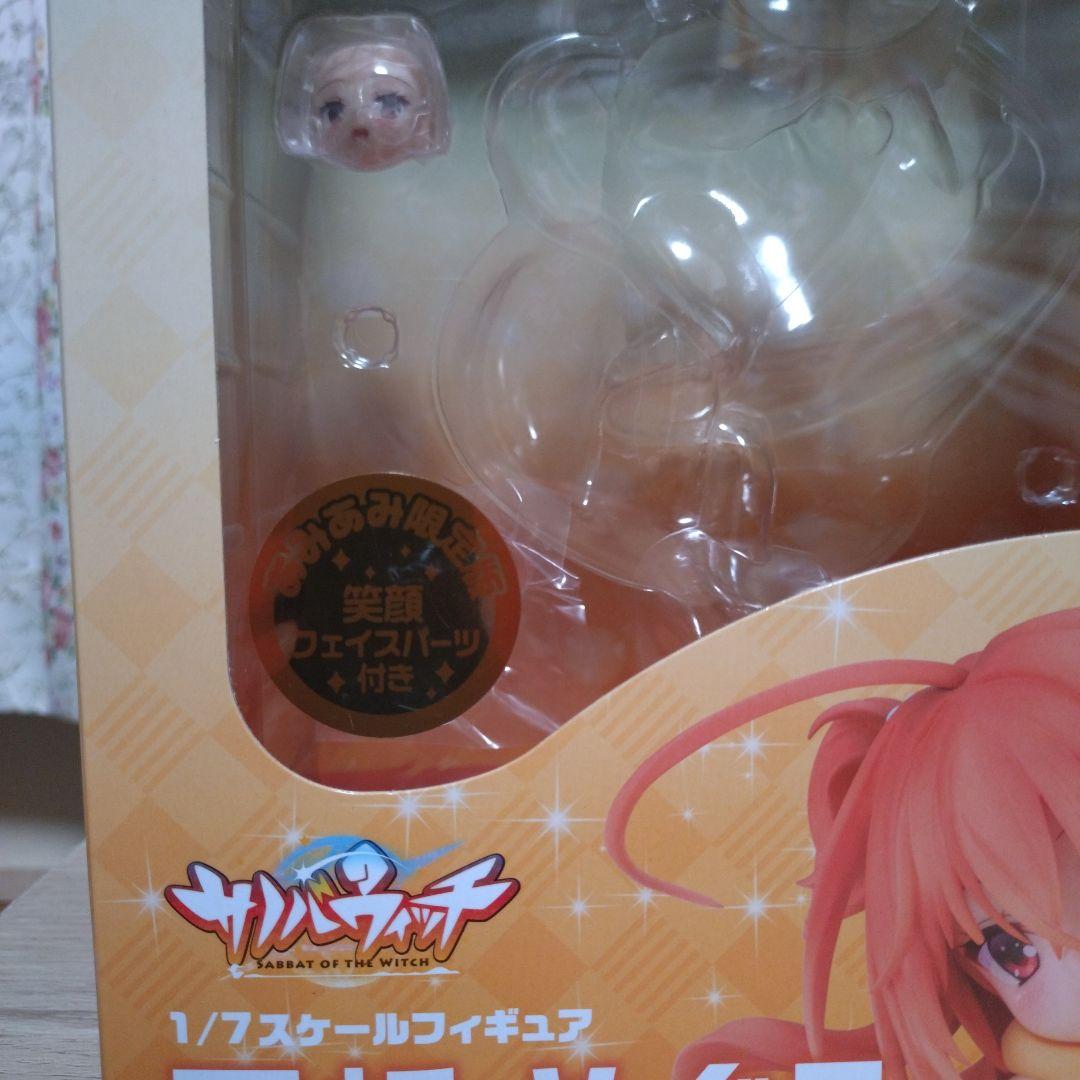 あみあみ限定版
笑顔
フェイスパーツ
付き
サノバウィッチ
SABBAT OF THE WITCH
1/7スケールフィギュア